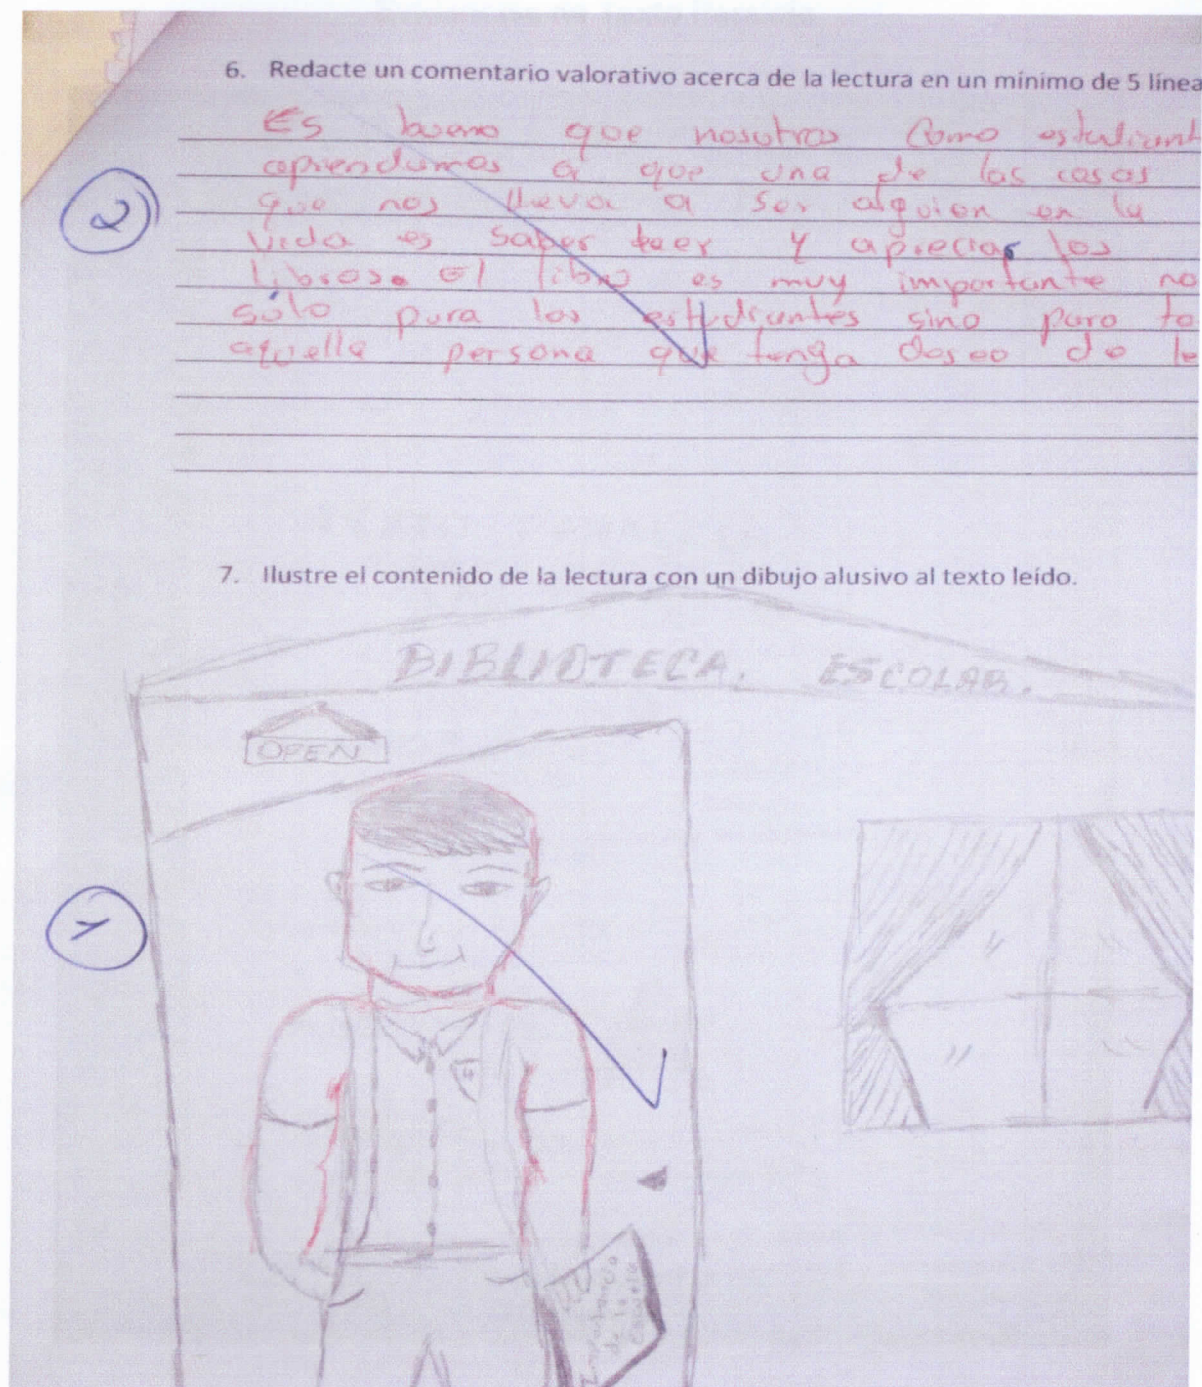 6. Redacte un comentario valorativo acerca de la lectura en un mínimo de 5 línea
Es bueno que nosotros como estudiant
aprendamos a que una de las cosas
que nos lleva a ser alguien en la
vida es saber leer y apreciar los
libros. El libro es muy importante no
2
sólo para los estudiantes sino para to
aquella persona que tenga deseo de le
7. Ilustre el contenido de la lectura con un dibujo alusivo al texto leído.
BIBLIOTECA. ESCOLAR.
OPEN
Importancia
de la